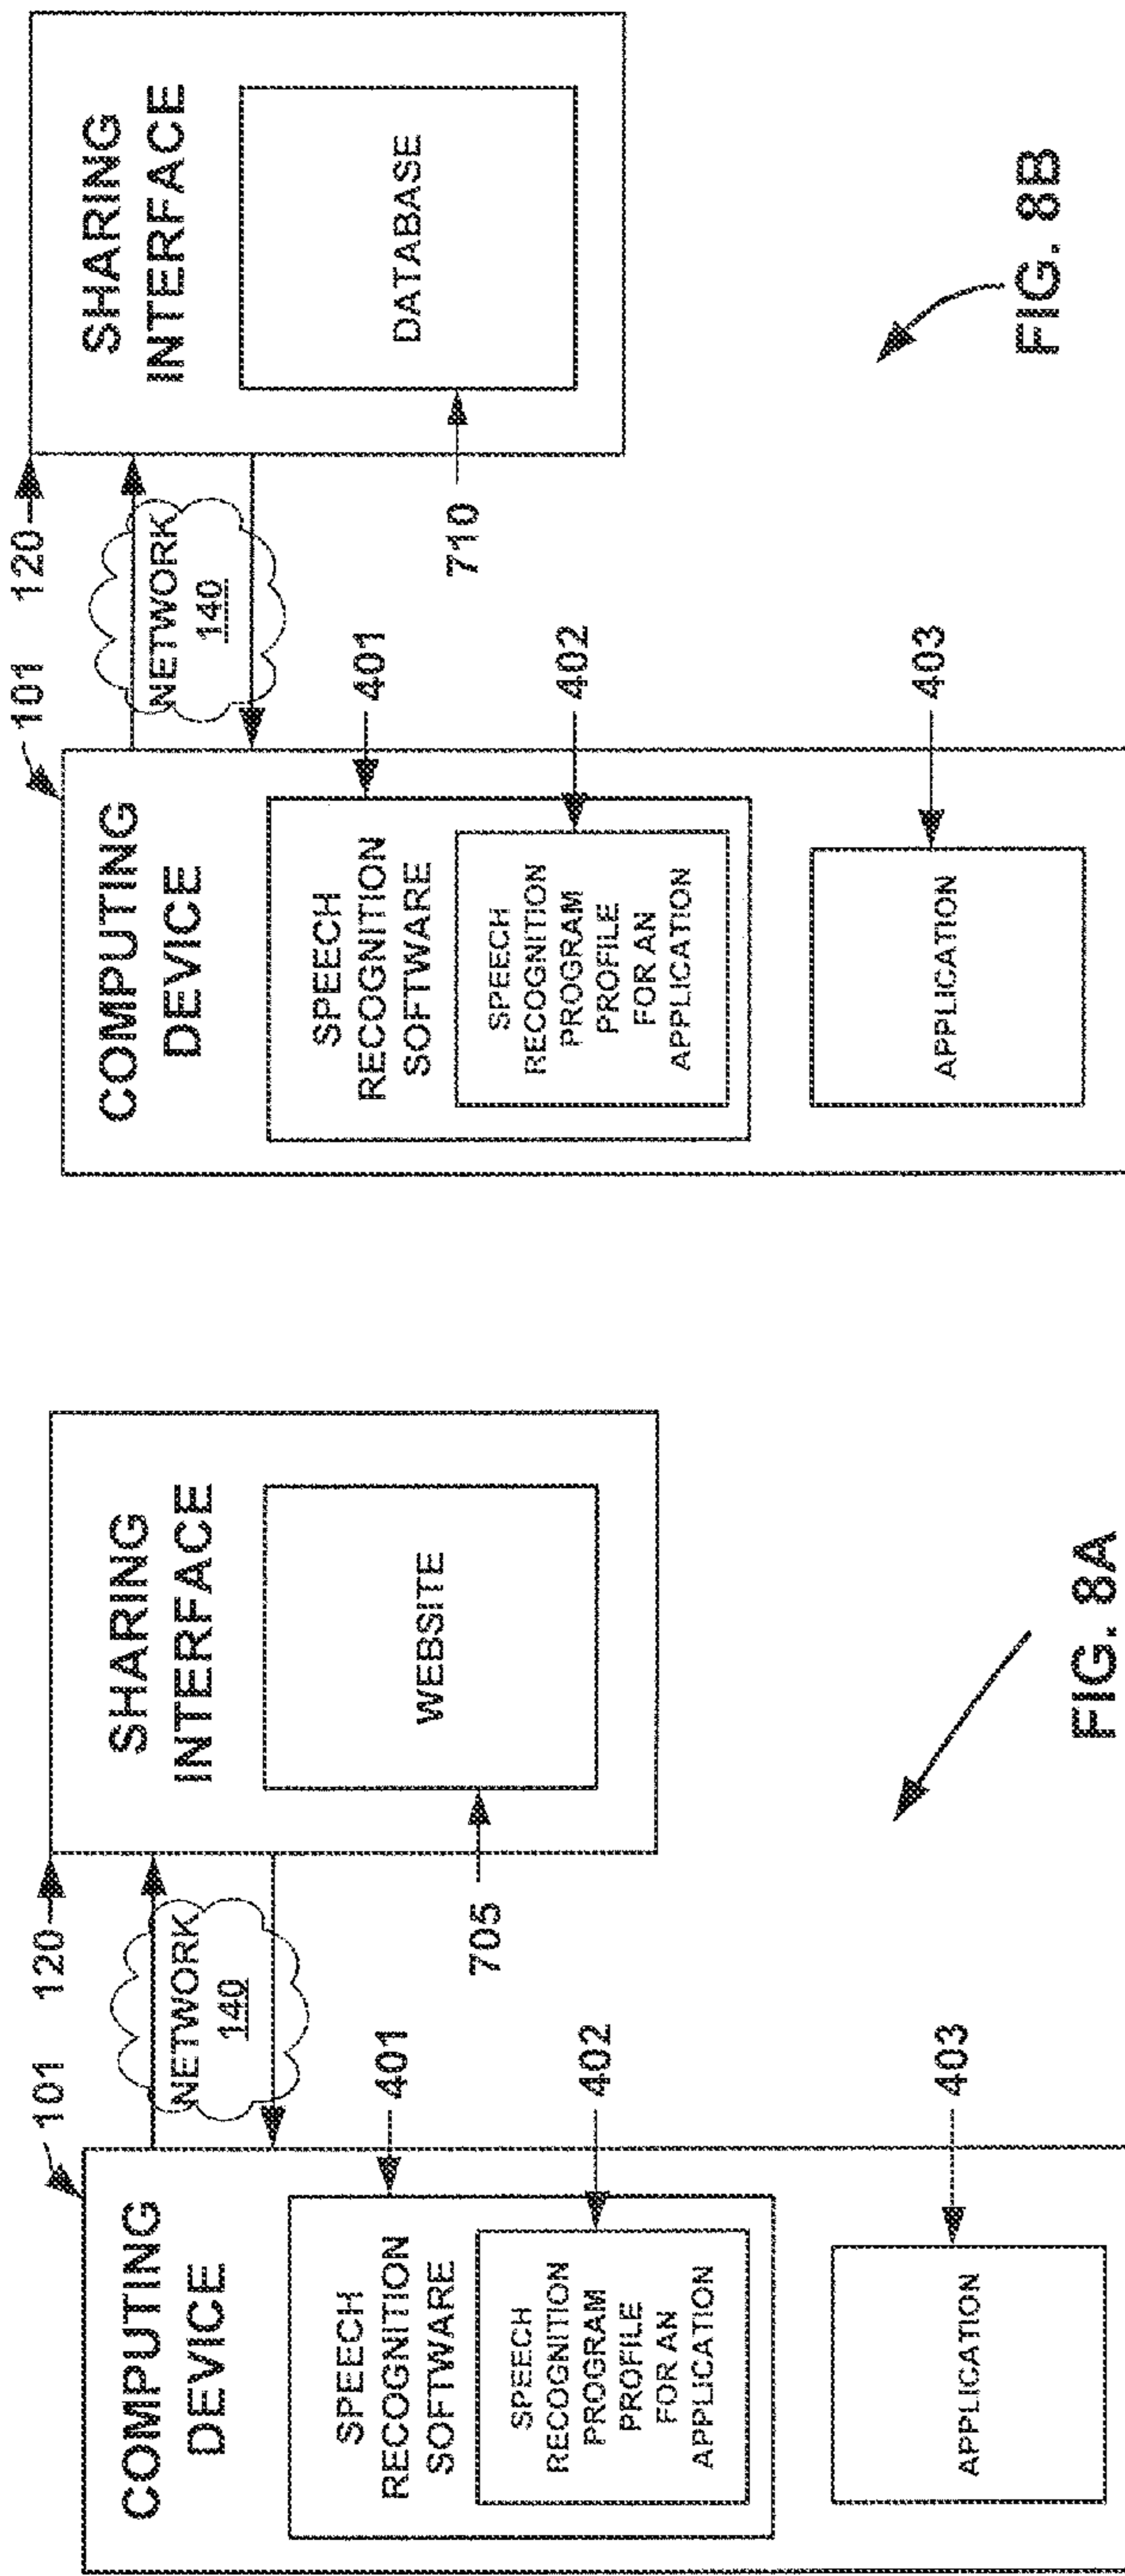 101
120
COMPUTING
DEVICE
NETWORK
140
SHARING
INTERFACE
SPEECH
RECOGNITION
SOFTWARE
401
WEBSITE
SPEECH
RECOGNITION
PROGRAM
PROFILE
FOR AN
APPLICATION
402
705
APPLICATION
403
FIG. 8A
101
120
COMPUTING
DEVICE
NETWORK
140
SHARING
INTERFACE
SPEECH
RECOGNITION
SOFTWARE
401
DATABASE
SPEECH
RECOGNITION
PROGRAM
PROFILE
FOR AN
APPLICATION
402
710
APPLICATION
403
FIG. 8B